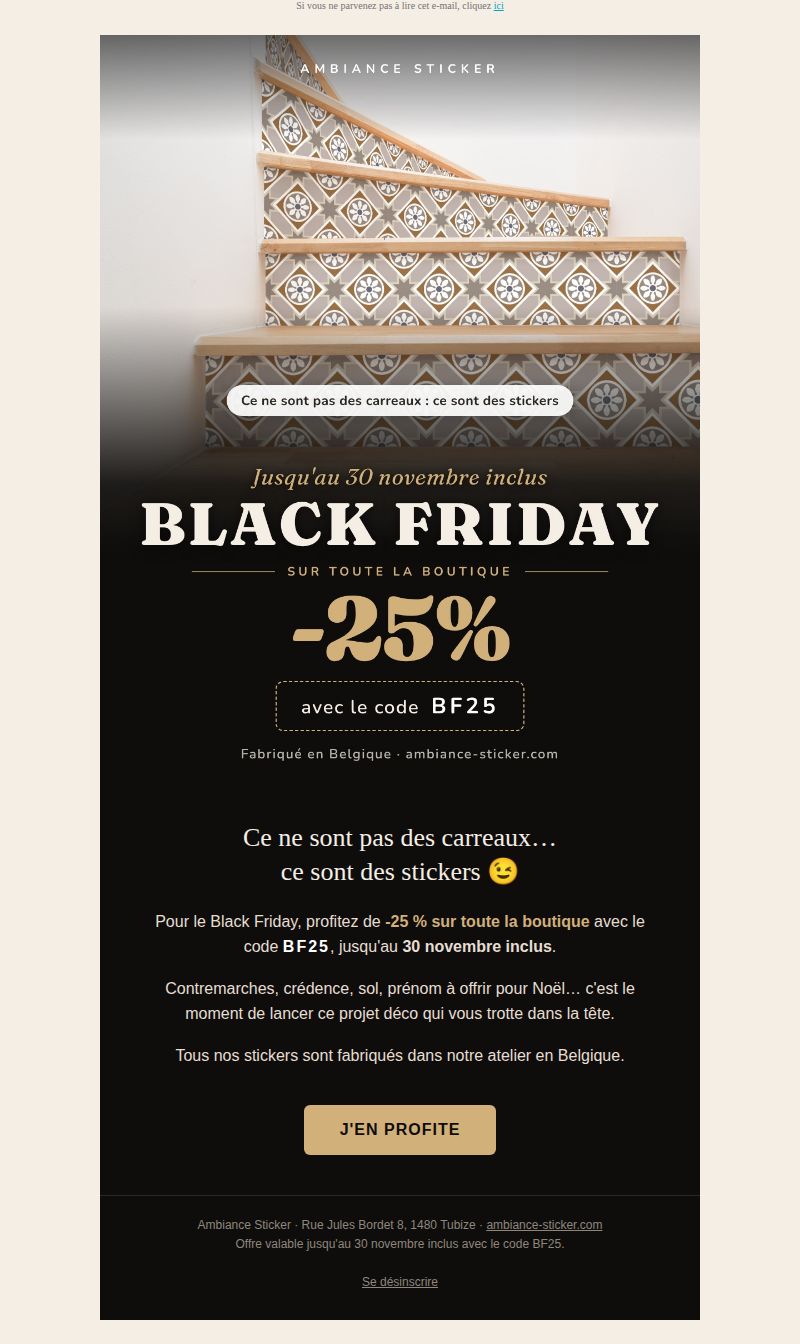 Si vous ne parvenez pas à lire cet e-mail, cliquez ici
AMBIANCE STICKER
Ce ne sont pas des carreaux : ce sont des stickers
Jusqu'au 30 novembre inclus
BLACK FRIDAY
SUR TOUTE LA BOUTIQUE
-25%
avec le code BF25
Fabriqué en Belgique · ambiance-sticker.com
Ce ne sont pas des carreaux…
ce sont des stickers 😉
Pour le Black Friday, profitez de -25 % sur toute la boutique avec le
code BF25, jusqu'au 30 novembre inclus.
Contremarches, crédence, sol, prénom à offrir pour Noël… c'est le
moment de lancer ce projet déco qui vous trotte dans la tête.
Tous nos stickers sont fabriqués dans notre atelier en Belgique.
J'EN PROFITE
Ambiance Sticker · Rue Jules Bordet 8, 1480 Tubize · ambiance-sticker.com
Offre valable jusqu'au 30 novembre inclus avec le code BF25.
Se désinscrire